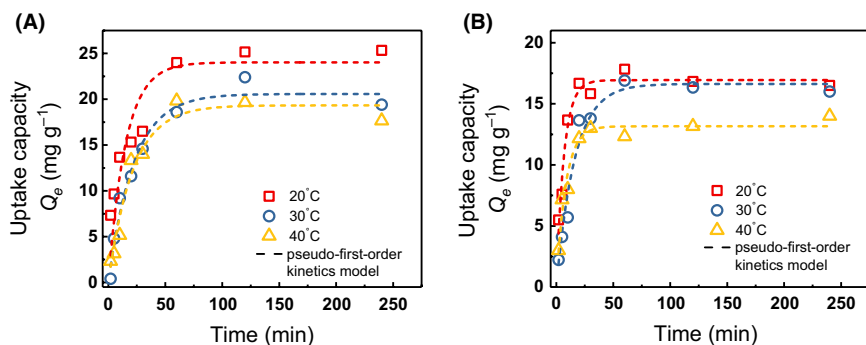 (A)
Uptake capacity
Qe (mg g⁻¹)
25
20
15
10
5
0
20°C
30°C
40°C
pseudo-first-order
kinetics model
0 50 100 150 200 250
Time (min)
(B)
Uptake capacity
Qe (mg g⁻¹)
20
15
10
5
0
20°C
30°C
40°C
pseudo-first-order
kinetics model
0 50 100 150 200 250
Time (min)